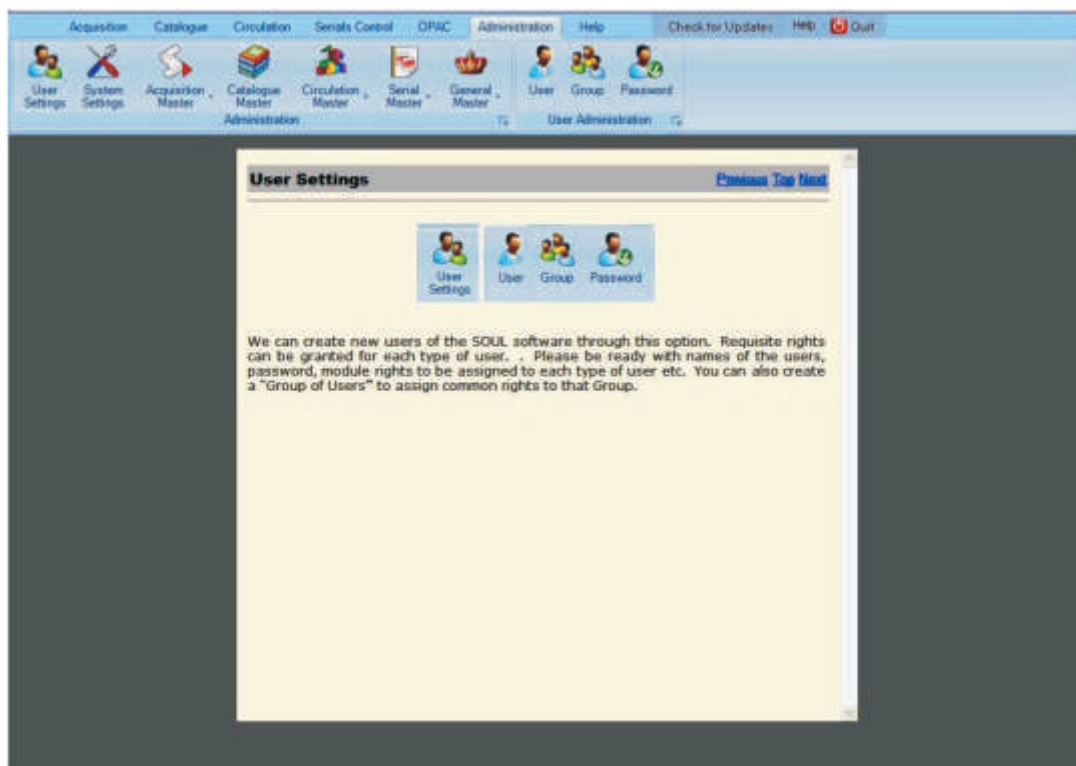 Acquisition Catalogue Circulation Serials Control OPAC Administration Help Check for Updates Help Quit
User Settings System Settings Acquisition Master Catalogue Master Circulation Master Serial Master General Master User Group Password
Administration User Administration
User Settings Previous Top Next
User Settings User Group Password
We can create new users of the SOUL software through this option. Requisite rights
can be granted for each type of user. . Please be ready with names of the users,
password, module rights to be assigned to each type of user etc. You can also create
a "Group of Users" to assign common rights to that Group.